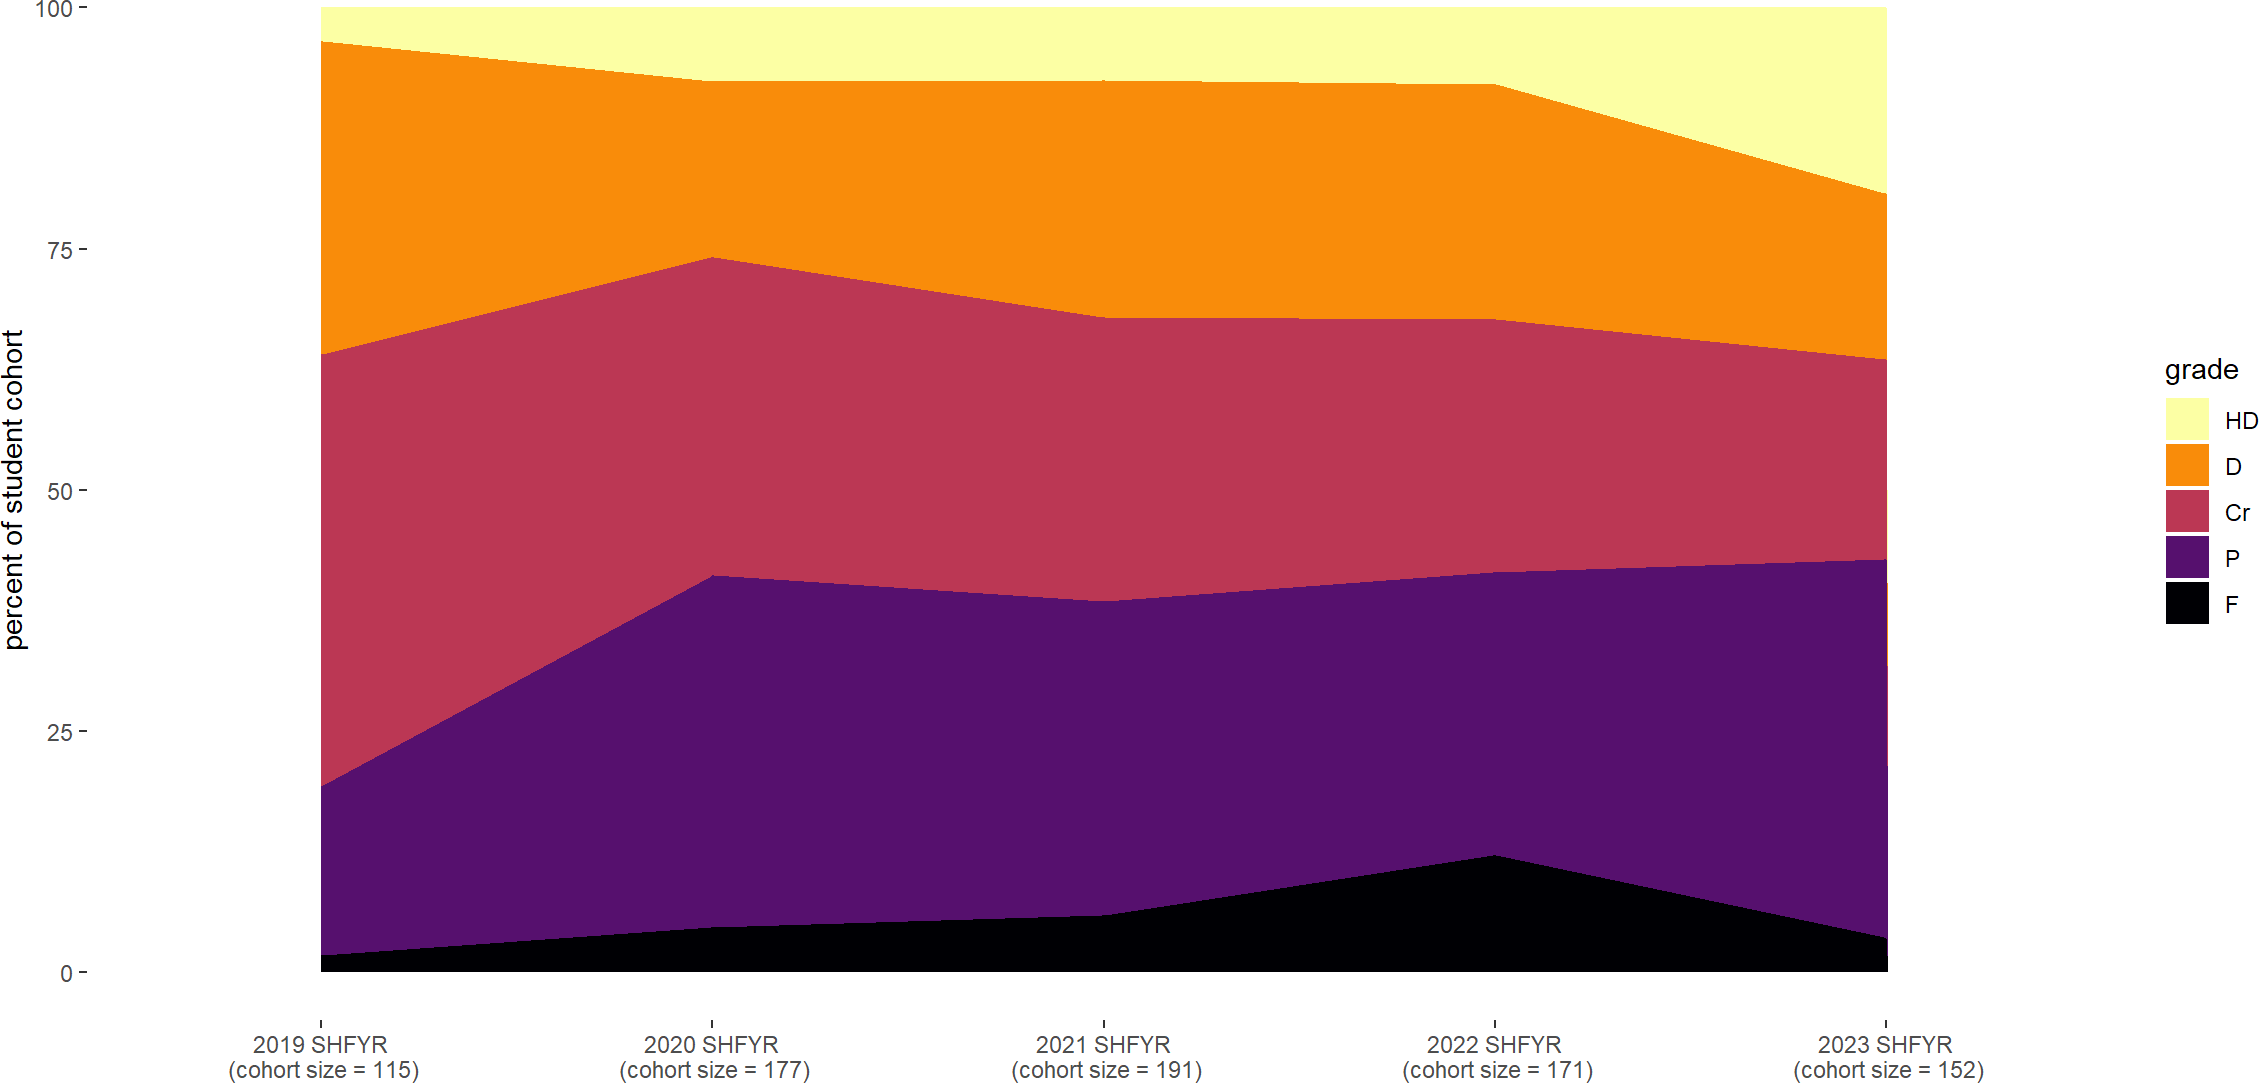 percent of student cohort
100
75
50
25
0
2019 SHFYR
(cohort size = 115)
2020 SHFYR
(cohort size = 177)
2021 SHFYR
(cohort size = 191)
2022 SHFYR
(cohort size = 171)
2023 SHFYR
(cohort size = 152)
grade
HD
D
Cr
P
F